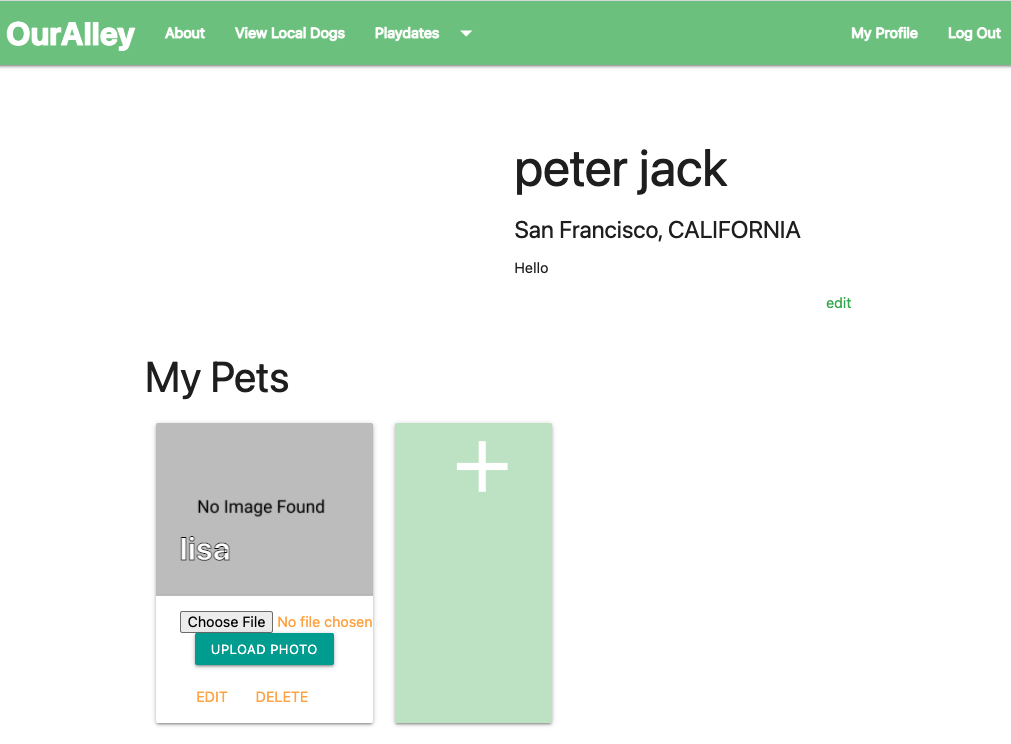 OurAlley About View Local Dogs Playdates My Profile Log Out
peter jack
San Francisco, CALIFORNIA
Hello
edit
My Pets
No Image Found
lisa
Choose File No file chosen
UPLOAD PHOTO
EDIT DELETE